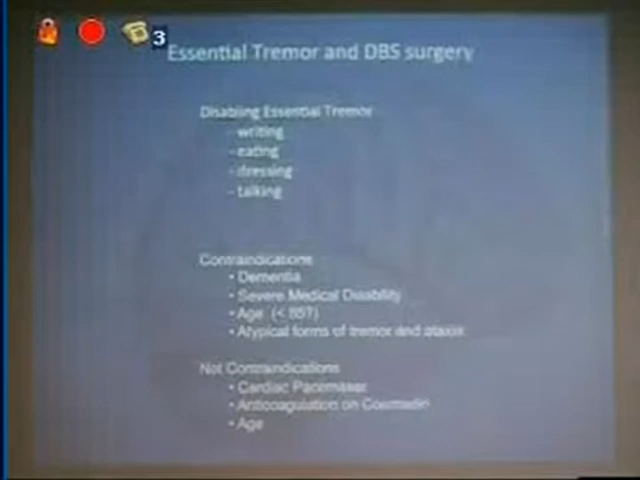 3
Essential Tremor and DBS surgery
Disabling Essential Tremor
- writing
- eating
- dressing
- talking
Contraindications
• Dementia
• Severe Medical Disability
• Age (<
• Atypical forms of tremor and ataxia
Not Contraindications
• Cardiac Pacemaker
• Anticoagulation on Coumadin
• Age